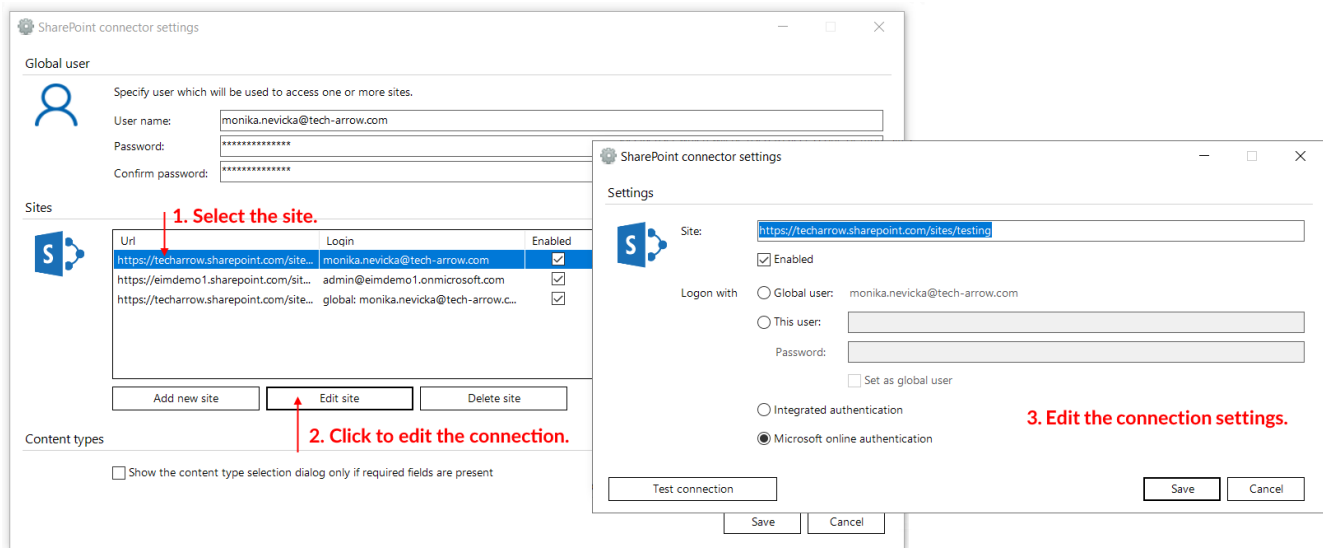 SharePoint connector settings
Global user
Specify user which will be used to access one or more sites.
User name: monika.nevicka@tech-arrow.com
Password: **************
Confirm password: **************
Sites
1. Select the site.
Url Login Enabled
https://techarrow.sharepoint.com/site... monika.nevicka@tech-arrow.com
https://eimdemo1.sharepoint.com/sit... admin@eimdemo1.onmicrosoft.com
https://techarrow.sharepoint.com/site... global: monika.nevicka@tech-arrow.c...
Add new site Edit site Delete site
2. Click to edit the connection.
Content types
Show the content type selection dialog only if required fields are present
Save Cancel
SharePoint connector settings
Settings
S
Site: https://techarrow.sharepoint.com/sites/testing
Enabled
Logon with Global user: monika.nevicka@tech-arrow.com
This user:
Password:
Set as global user
Integrated authentication
3. Edit the connection settings.
Microsoft online authentication
Test connection Save Cancel